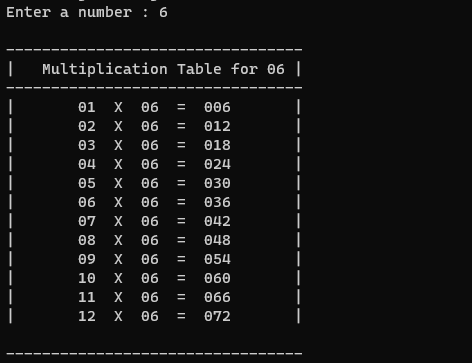 Enter a number : 6
---------------------------------
|   Multiplication Table for 06 |
---------------------------------
|       01  X  06  =  006       |
|       02  X  06  =  012       |
|       03  X  06  =  018       |
|       04  X  06  =  024       |
|       05  X  06  =  030       |
|       06  X  06  =  036       |
|       07  X  06  =  042       |
|       08  X  06  =  048       |
|       09  X  06  =  054       |
|       10  X  06  =  060       |
|       11  X  06  =  066       |
|       12  X  06  =  072       |
---------------------------------